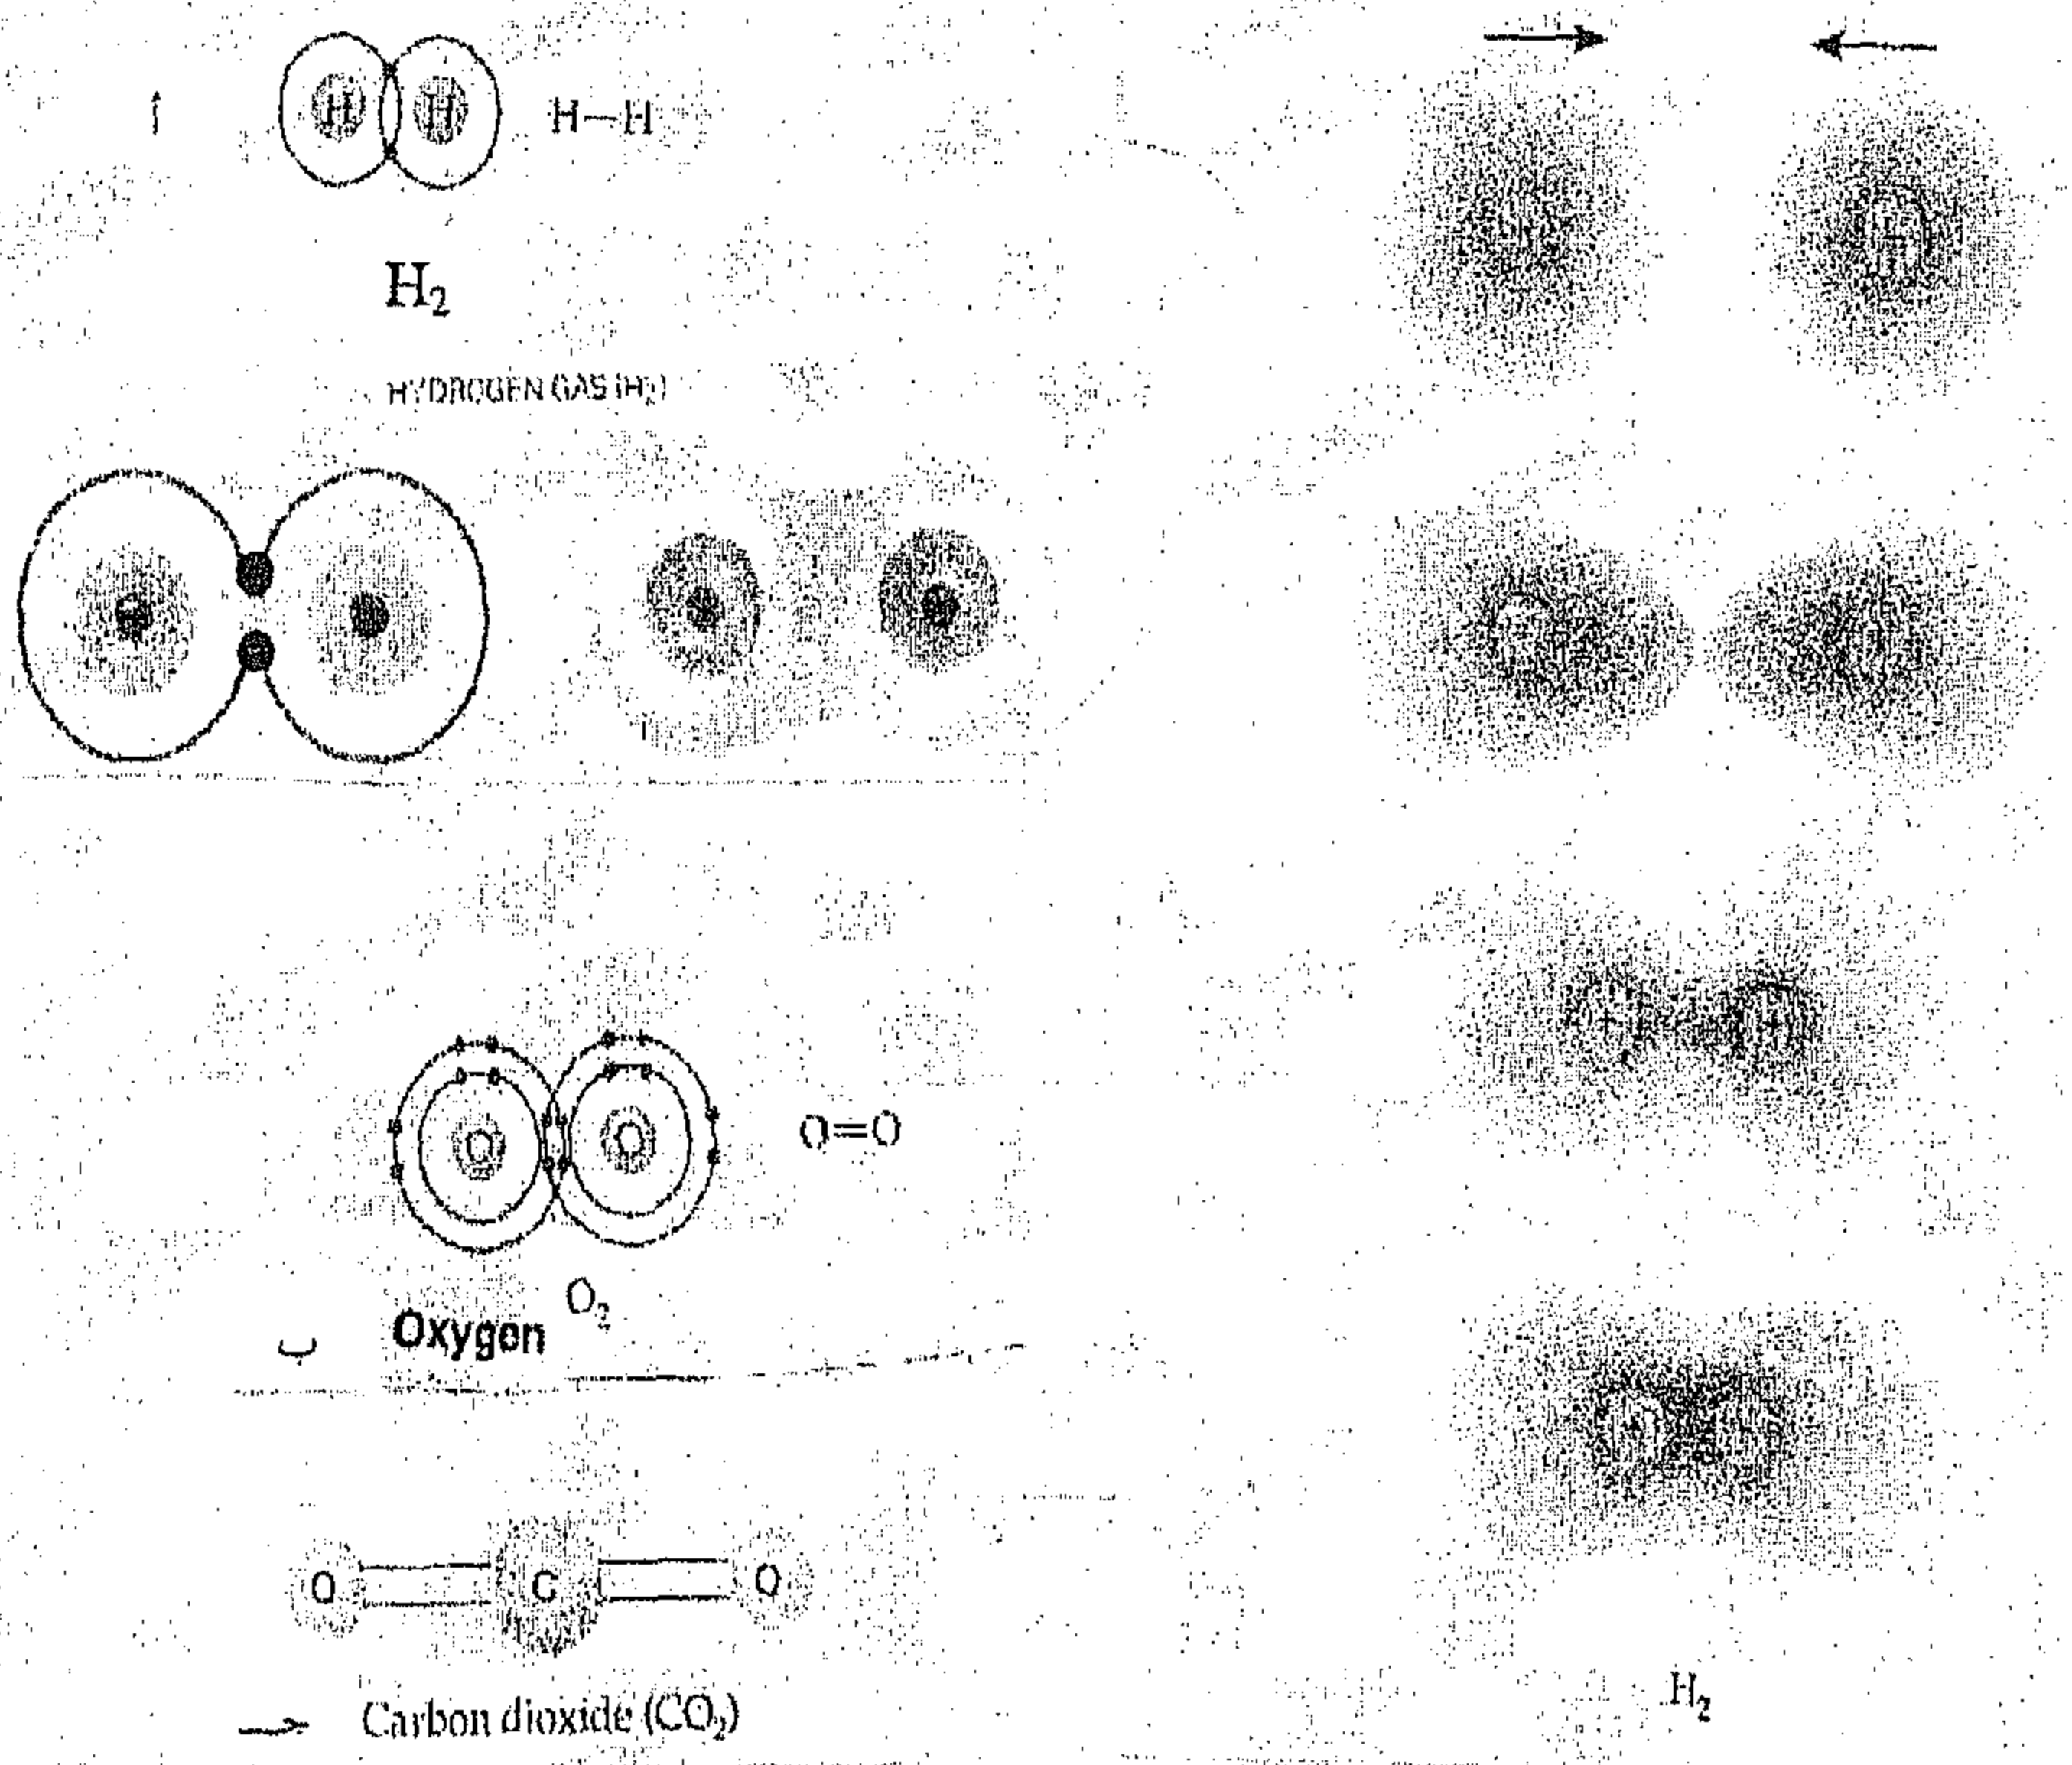 أ
H H H—H
H₂
HYDROGEN GAS (H₂)
O O O=O
O₂
ب Oxygen
O C O
Carbon dioxide (CO₂)
H₂